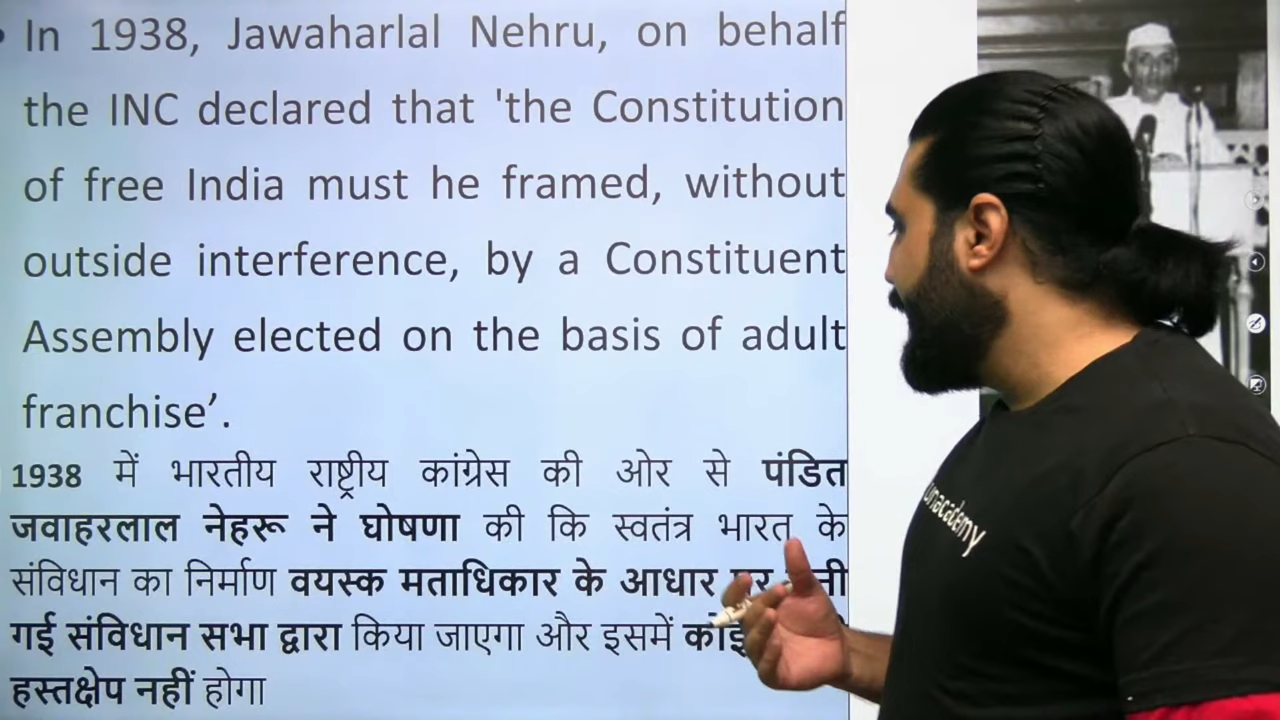 In 1938, Jawaharlal Nehru, on behalf
the INC declared that 'the Constitution
of free India must he framed, without
outside interference, by a Constituent
Assembly elected on the basis of adult
franchise’.
1938 में भारतीय राष्ट्रीय कांग्रेस की ओर से पंडित
जवाहरलाल नेहरू ने घोषणा की कि स्वतंत्र भारत के
संविधान का निर्माण वयस्क मताधिकार के आधार पर
गई संविधान सभा द्वारा किया जाएगा और इसमें कोई
हस्तक्षेप नहीं होगा
unacademy